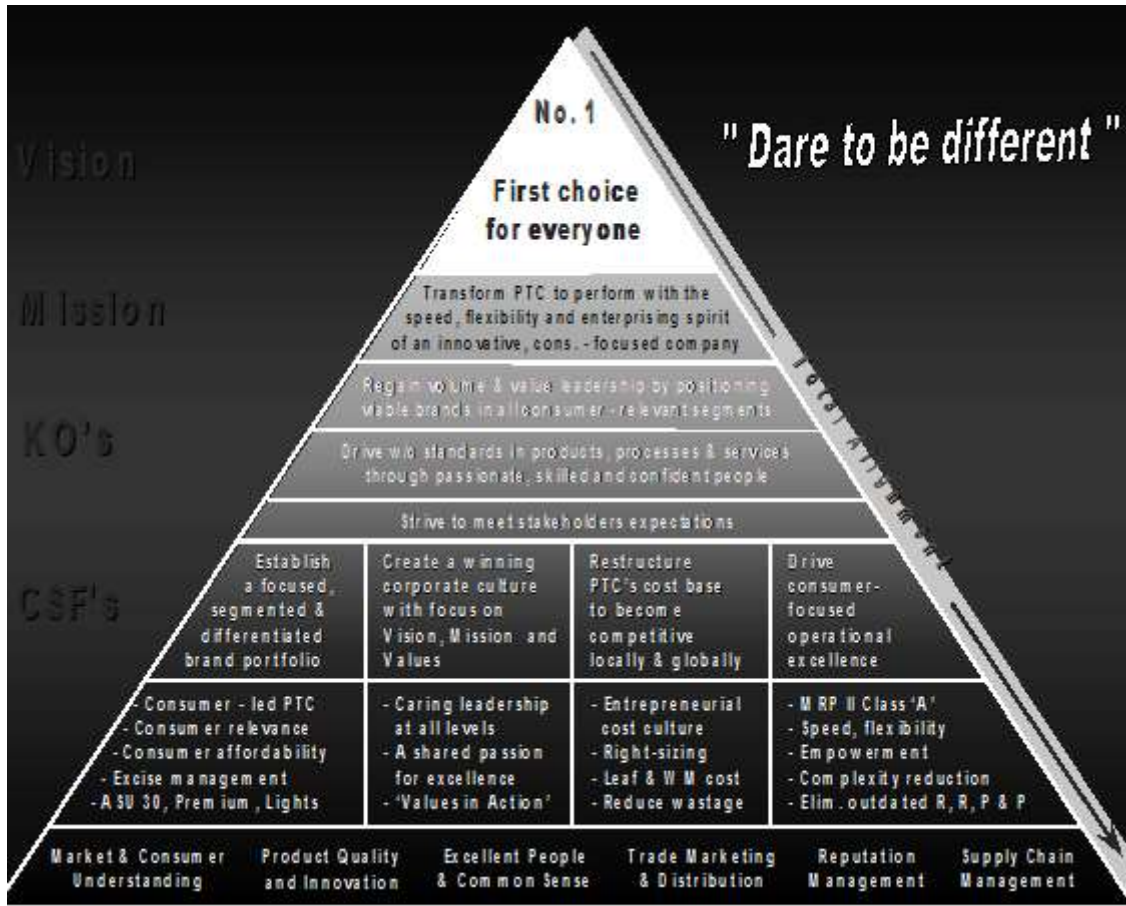 No. 1
" Dare to be different "
Vision
First choice
for everyone
Mission
Transform PTC to perform with the
speed, flexibility and enterprising spirit
of an innovative, cons. - focused company
Total Alignment
KO's
Regain volume & value leadership by positioning
viable brands in all consumer - relevant segments
Drive w/c standards in products, processes & services
through passionate, skilled and confident people
Strive to meet stakeholders expectations
CSF's
Establish
a focused,
segmented &
differentiated
brand portfolio
Create a winning
corporate culture
with focus on
Vision, Mission and
Values
Restructure
PTC's cost base
to become
competitive
locally & globally
Drive
consumer-
focused
operational
excellence
- Consumer - led PTC
- Consumer relevance
- Consumer affordability
- Excise management
- ASU 30, Premium, Lights
- Caring leadership
at all levels
- A shared passion
for excellence
- 'Values in Action'
- Entrepreneurial
cost culture
- Right-sizing
- Leaf & WM cost
- Reduce wastage
- MRP II Class 'A'
- Speed, flexibility
- Empowerment
- Complexity reduction
- Elim. outdated R, R, P & P
Market & Consumer
Understanding
Product Quality
and Innovation
Excellent People
& Common Sense
Trade Marketing
& Distribution
Reputation
Management
Supply Chain
Management